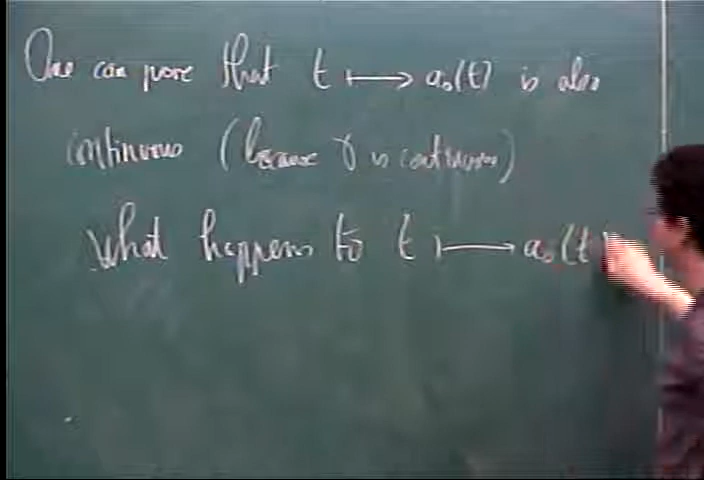 One can prove that t ⟼ a₀(t) is also
continuous (because γ is continuous)
What happens to t ⟼ a₀(t)